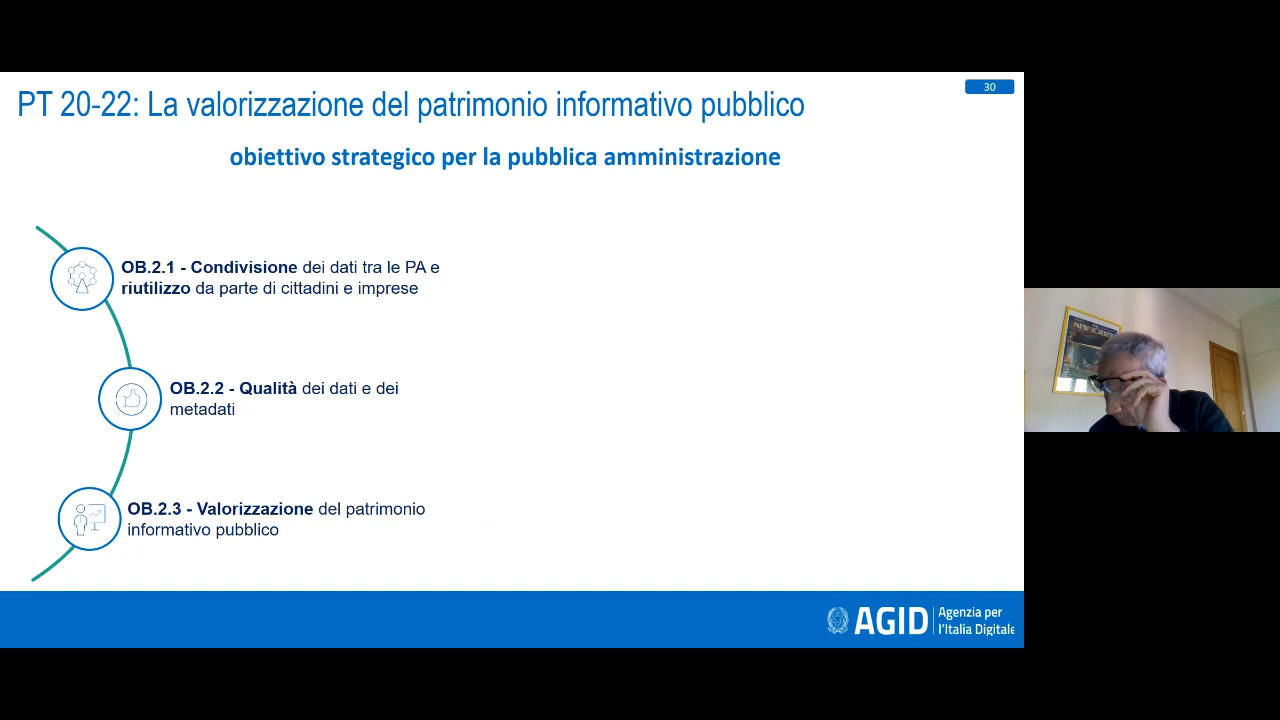 30
PT 20-22: La valorizzazione del patrimonio informativo pubblico
obiettivo strategico per la pubblica amministrazione
OB.2.1 - Condivisione dei dati tra le PA e
riutilizzo da parte di cittadini e imprese
OB.2.2 - Qualità dei dati e dei
metadati
OB.2.3 - Valorizzazione del patrimonio
informativo pubblico
AGID
Agenzia per
l'Italia Digitale
NEW YORKER